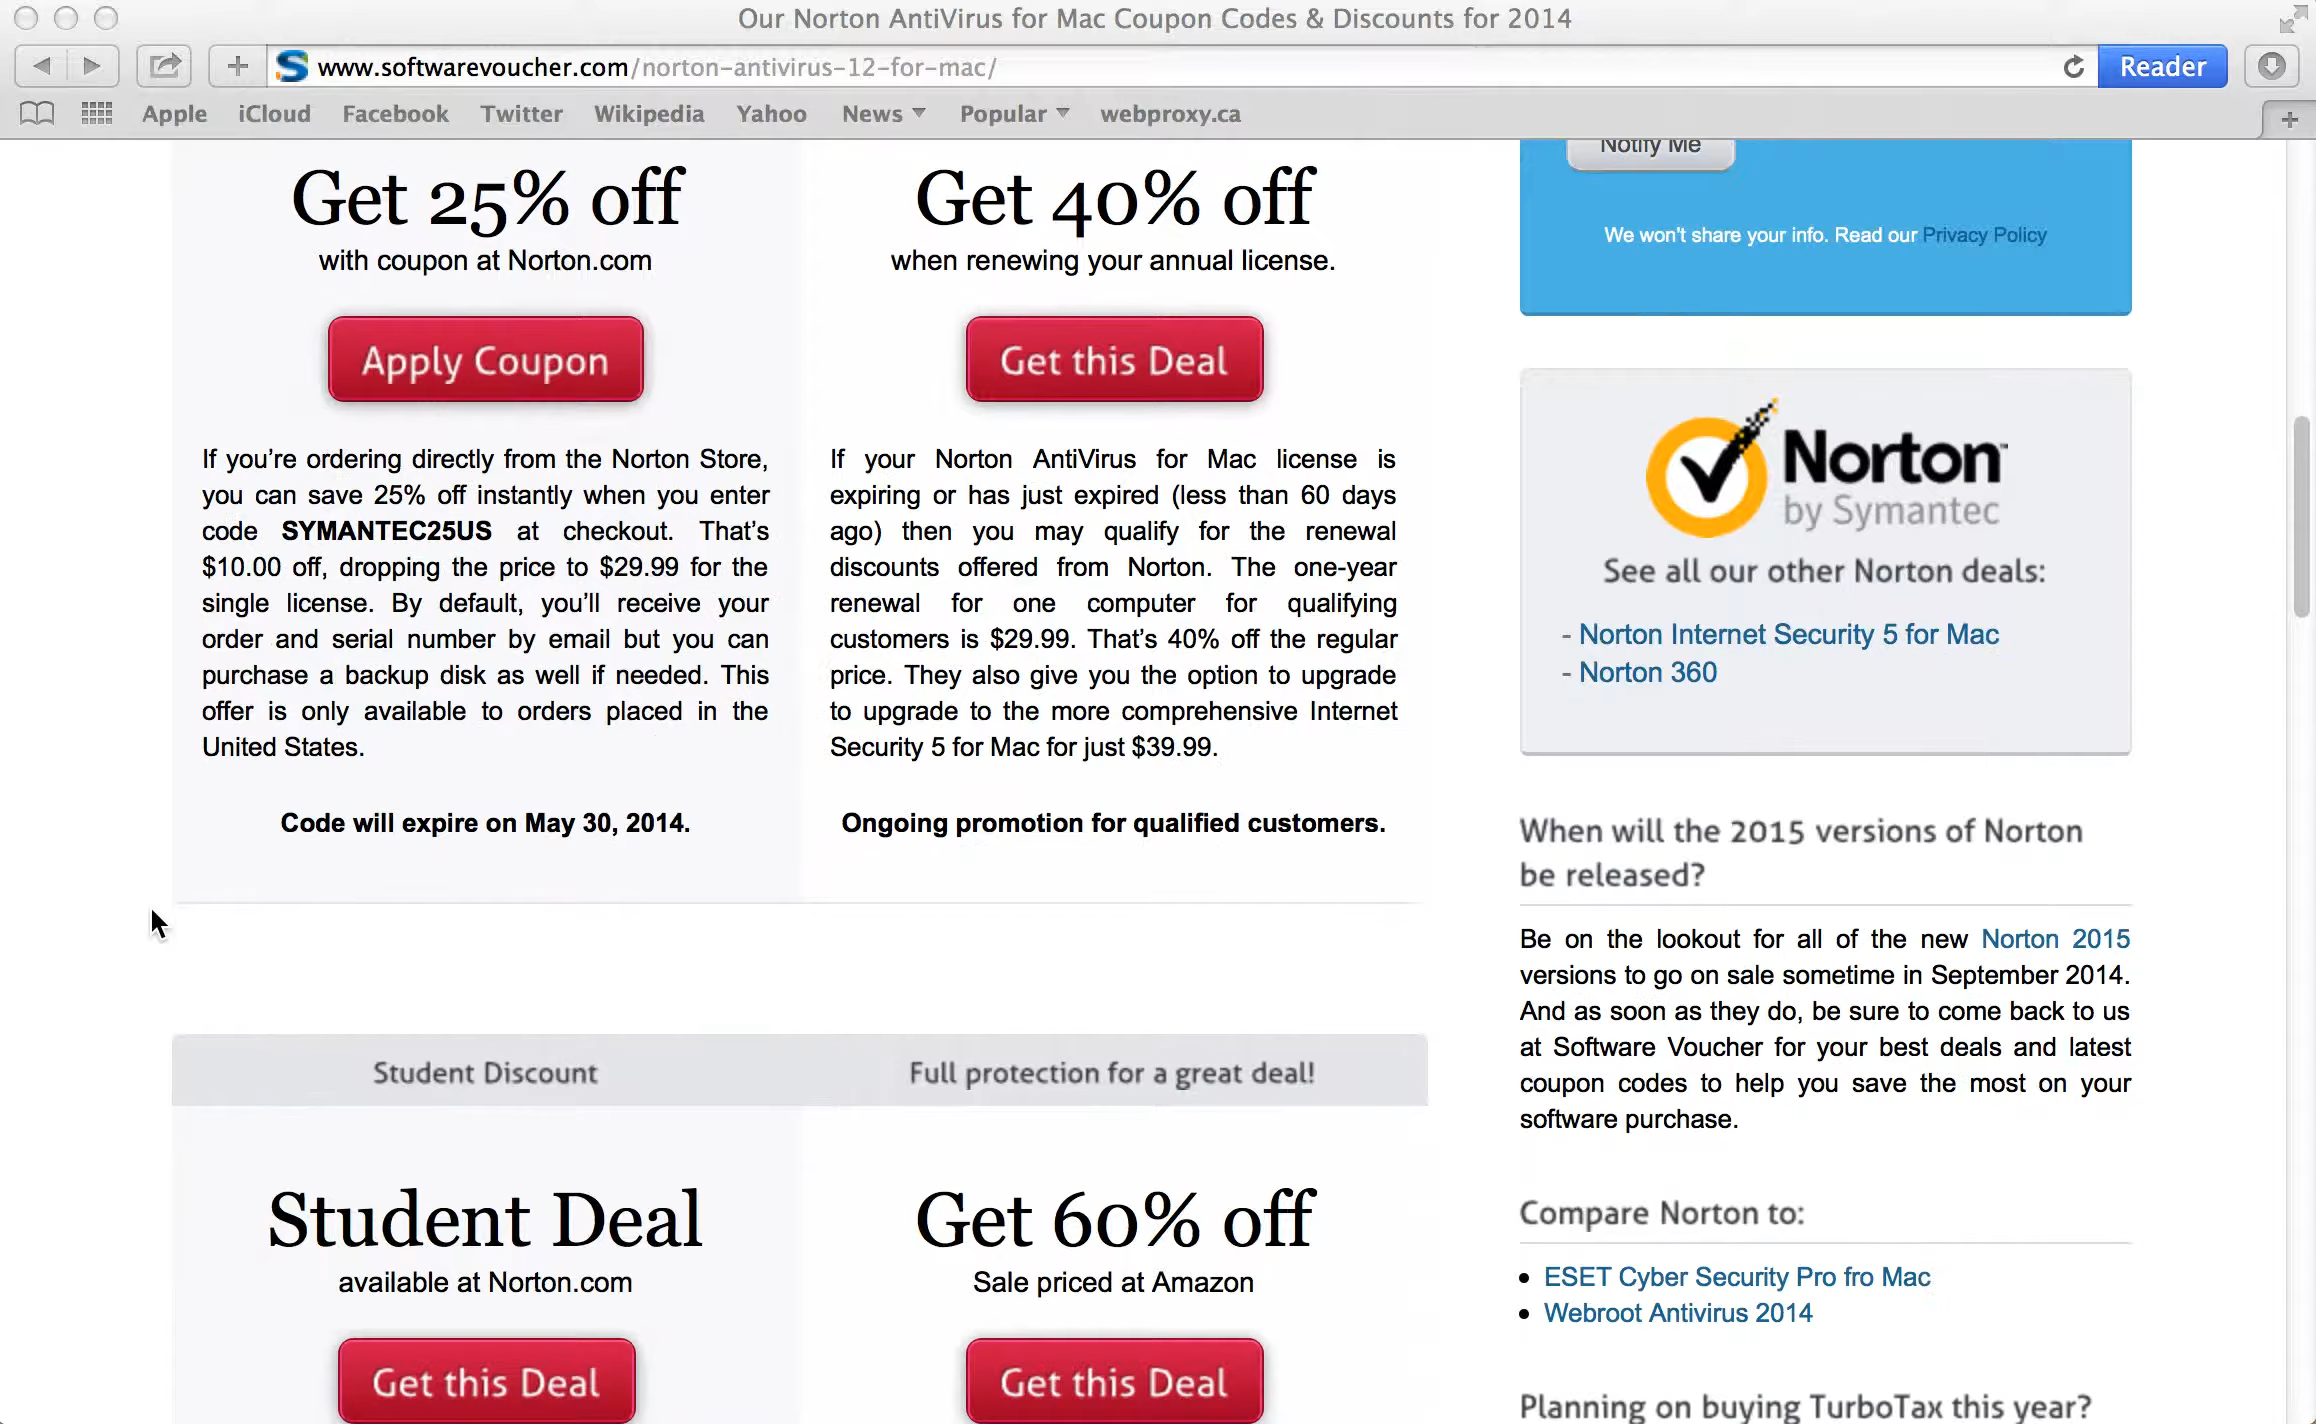 Our Norton AntiVirus for Mac Coupon Codes & Discounts for 2014
www.softwarevoucher.com/norton-antivirus-12-for-mac/
Reader
Apple iCloud Facebook Twitter Wikipedia Yahoo News Popular webproxy.ca
Get 25% off
with coupon at Norton.com
Apply Coupon
If you’re ordering directly from the Norton Store,
you can save 25% off instantly when you enter
code SYMANTEC25US at checkout. That’s
$10.00 off, dropping the price to $29.99 for the
single license. By default, you’ll receive your
order and serial number by email but you can
purchase a backup disk as well if needed. This
offer is only available to orders placed in the
United States.
Code will expire on May 30, 2014.
Get 40% off
when renewing your annual license.
Get this Deal
If your Norton AntiVirus for Mac license is
expiring or has just expired (less than 60 days
ago) then you may qualify for the renewal
discounts offered from Norton. The one-year
renewal for one computer for qualifying
customers is $29.99. That’s 40% off the regular
price. They also give you the option to upgrade
to upgrade to the more comprehensive Internet
Security 5 for Mac for just $39.99.
Ongoing promotion for qualified customers.
Student Discount
Student Deal
available at Norton.com
Get this Deal
Full protection for a great deal!
Get 60% off
Sale priced at Amazon
Get this Deal
Notify Me
We won't share your info. Read our Privacy Policy
Norton™
by Symantec
See all our other Norton deals:
- Norton Internet Security 5 for Mac
- Norton 360
When will the 2015 versions of Norton
be released?
Be on the lookout for all of the new Norton 2015
versions to go on sale sometime in September 2014.
And as soon as they do, be sure to come back to us
at Software Voucher for your best deals and latest
coupon codes to help you save the most on your
software purchase.
Compare Norton to:
• ESET Cyber Security Pro fro Mac
• Webroot Antivirus 2014
Planning on buying TurboTax this year?